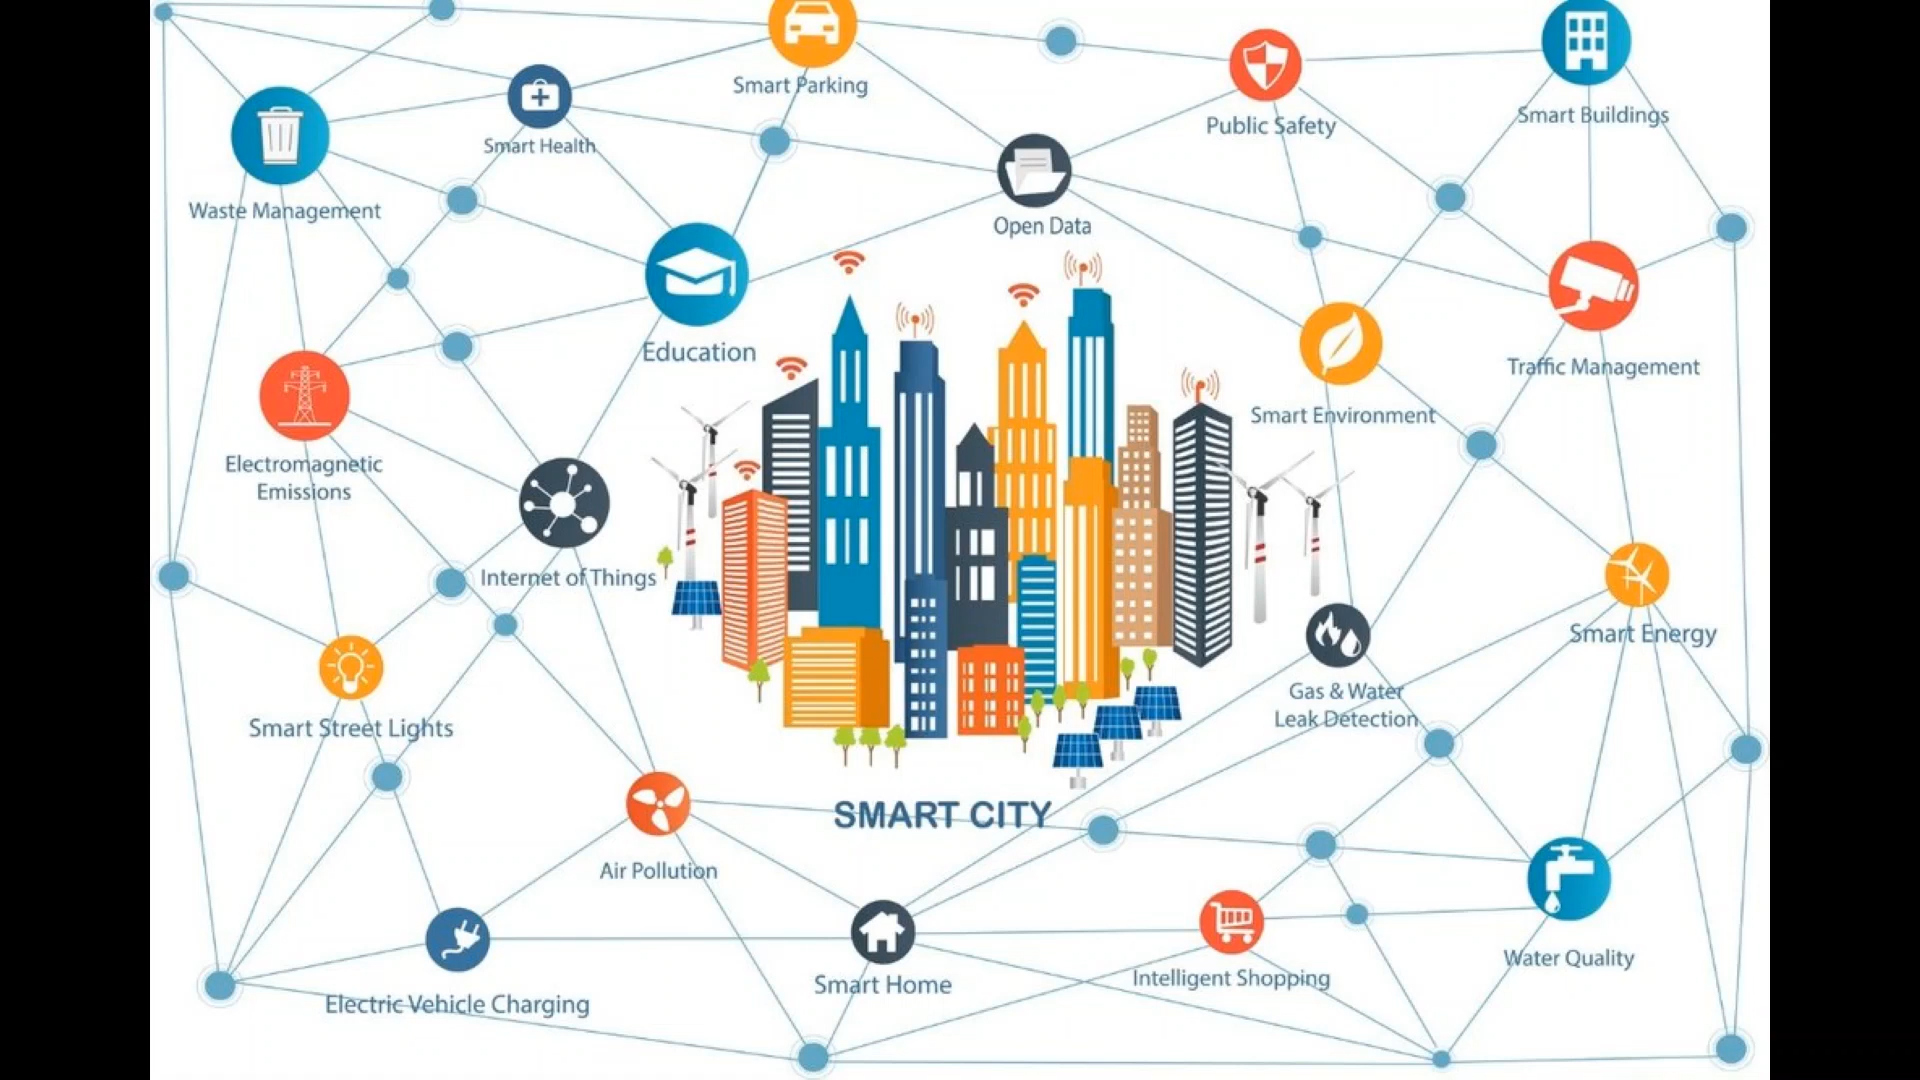 Smart Parking
Smart Buildings
Public Safety
Smart Health
Waste Management
Open Data
Education
Traffic Management
Smart Environment
Electromagnetic
Emissions
Internet of Things
Smart Energy
Gas & Water
Leak Detection
Smart Street Lights
SMART CITY
Air Pollution
Water Quality
Intelligent Shopping
Smart Home
Electric Vehicle Charging